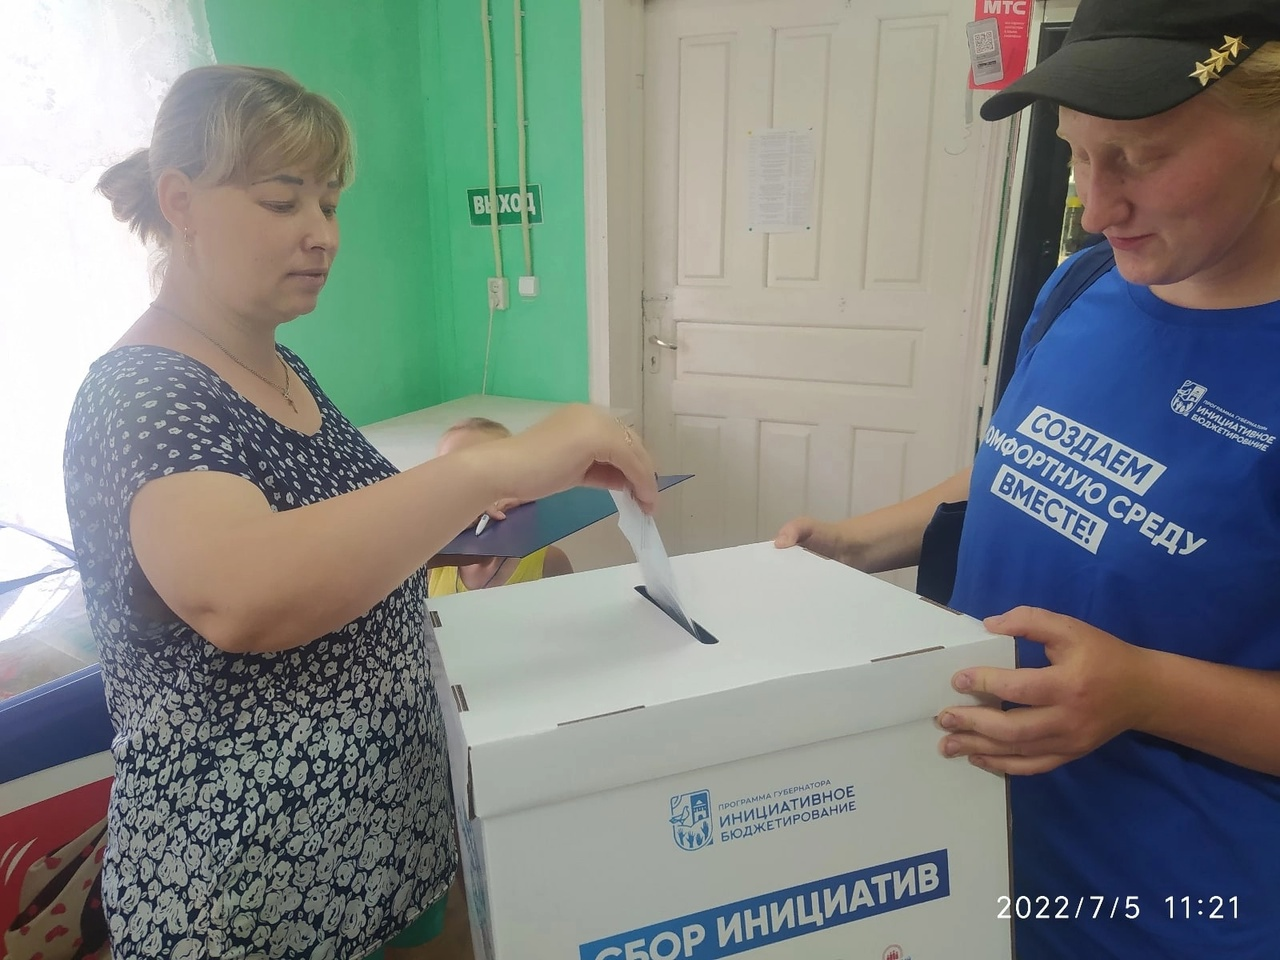 МТС
ВЫХОД
ПРОГРАММА ГУБЕРНАТОРА
ИНИЦИАТИВНОЕ
БЮДЖЕТИРОВАНИЕ
СОЗДАЕМ
КОМФОРТНУЮ СРЕДУ
ВМЕСТЕ!
ПРОГРАММА ГУБЕРНАТОРА
ИНИЦИАТИВНОЕ
БЮДЖЕТИРОВАНИЕ
СБОР ИНИЦИАТИВ
2022/7/5 11:21